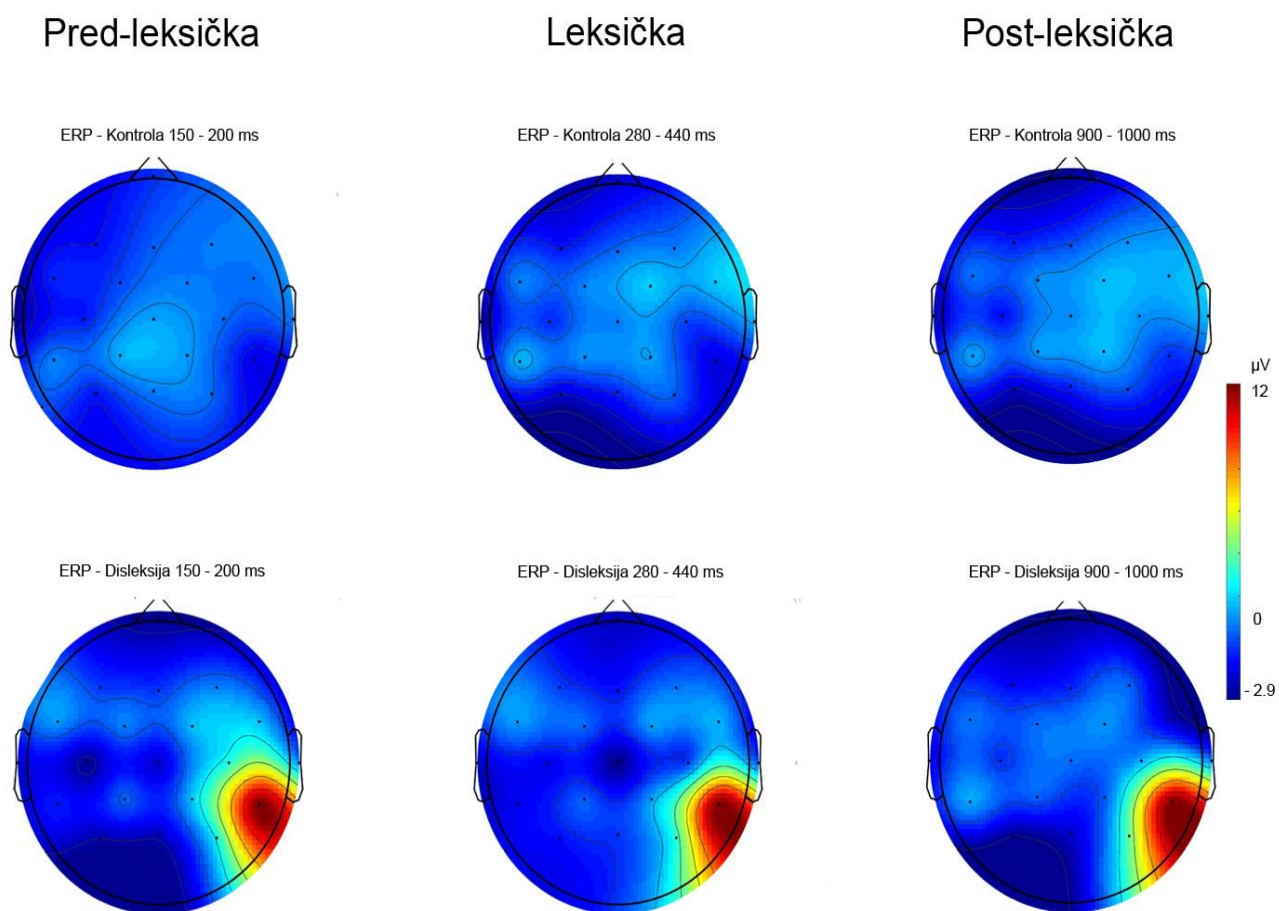 Pred-leksička
Leksička
Post-leksička
ERP - Kontrola 150 - 200 ms
ERP - Kontrola 280 - 440 ms
ERP - Kontrola 900 - 1000 ms
µV
12
0
- 2.9
ERP - Disleksija 150 - 200 ms
ERP - Disleksija 280 - 440 ms
ERP - Disleksija 900 - 1000 ms